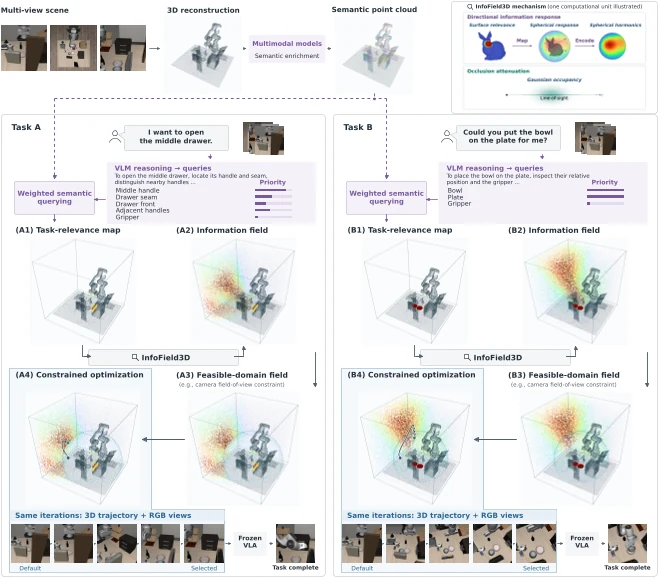 Multi-view scene
3D reconstruction
Semantic point cloud
Multimodal models
Semantic enrichment
InfoField3D mechanism (one computational unit illustrated)
Directional information response
Surface relevance
Spherical response
Spherical harmonics
Map
Encode
Occlusion attenuation
Gaussian occupancy
Line of sight
Task A
I want to open
the middle drawer.
VLM reasoning → queries
To open the middle drawer, locate its handle and seam,
distinguish nearby handles ...
Priority
Middle handle
Drawer seam
Drawer front
Adjacent handles
Gripper
Weighted semantic
querying
(A1) Task-relevance map
(A2) Information field
InfoField3D
(A4) Constrained optimization
(A3) Feasible-domain field
(e.g., camera field-of-view constraint)
Same iterations: 3D trajectory + RGB views
Default
Selected
Frozen
VLA
Task complete
Task B
Could you put the bowl
on the plate for me?
VLM reasoning → queries
To place the bowl on the plate, inspect their relative
position and the gripper ...
Priority
Bowl
Plate
Gripper
Weighted semantic
querying
(B1) Task-relevance map
(B2) Information field
InfoField3D
(B4) Constrained optimization
(B3) Feasible-domain field
(e.g., camera field-of-view constraint)
Same iterations: 3D trajectory + RGB views
Default
Selected
Frozen
VLA
Task complete